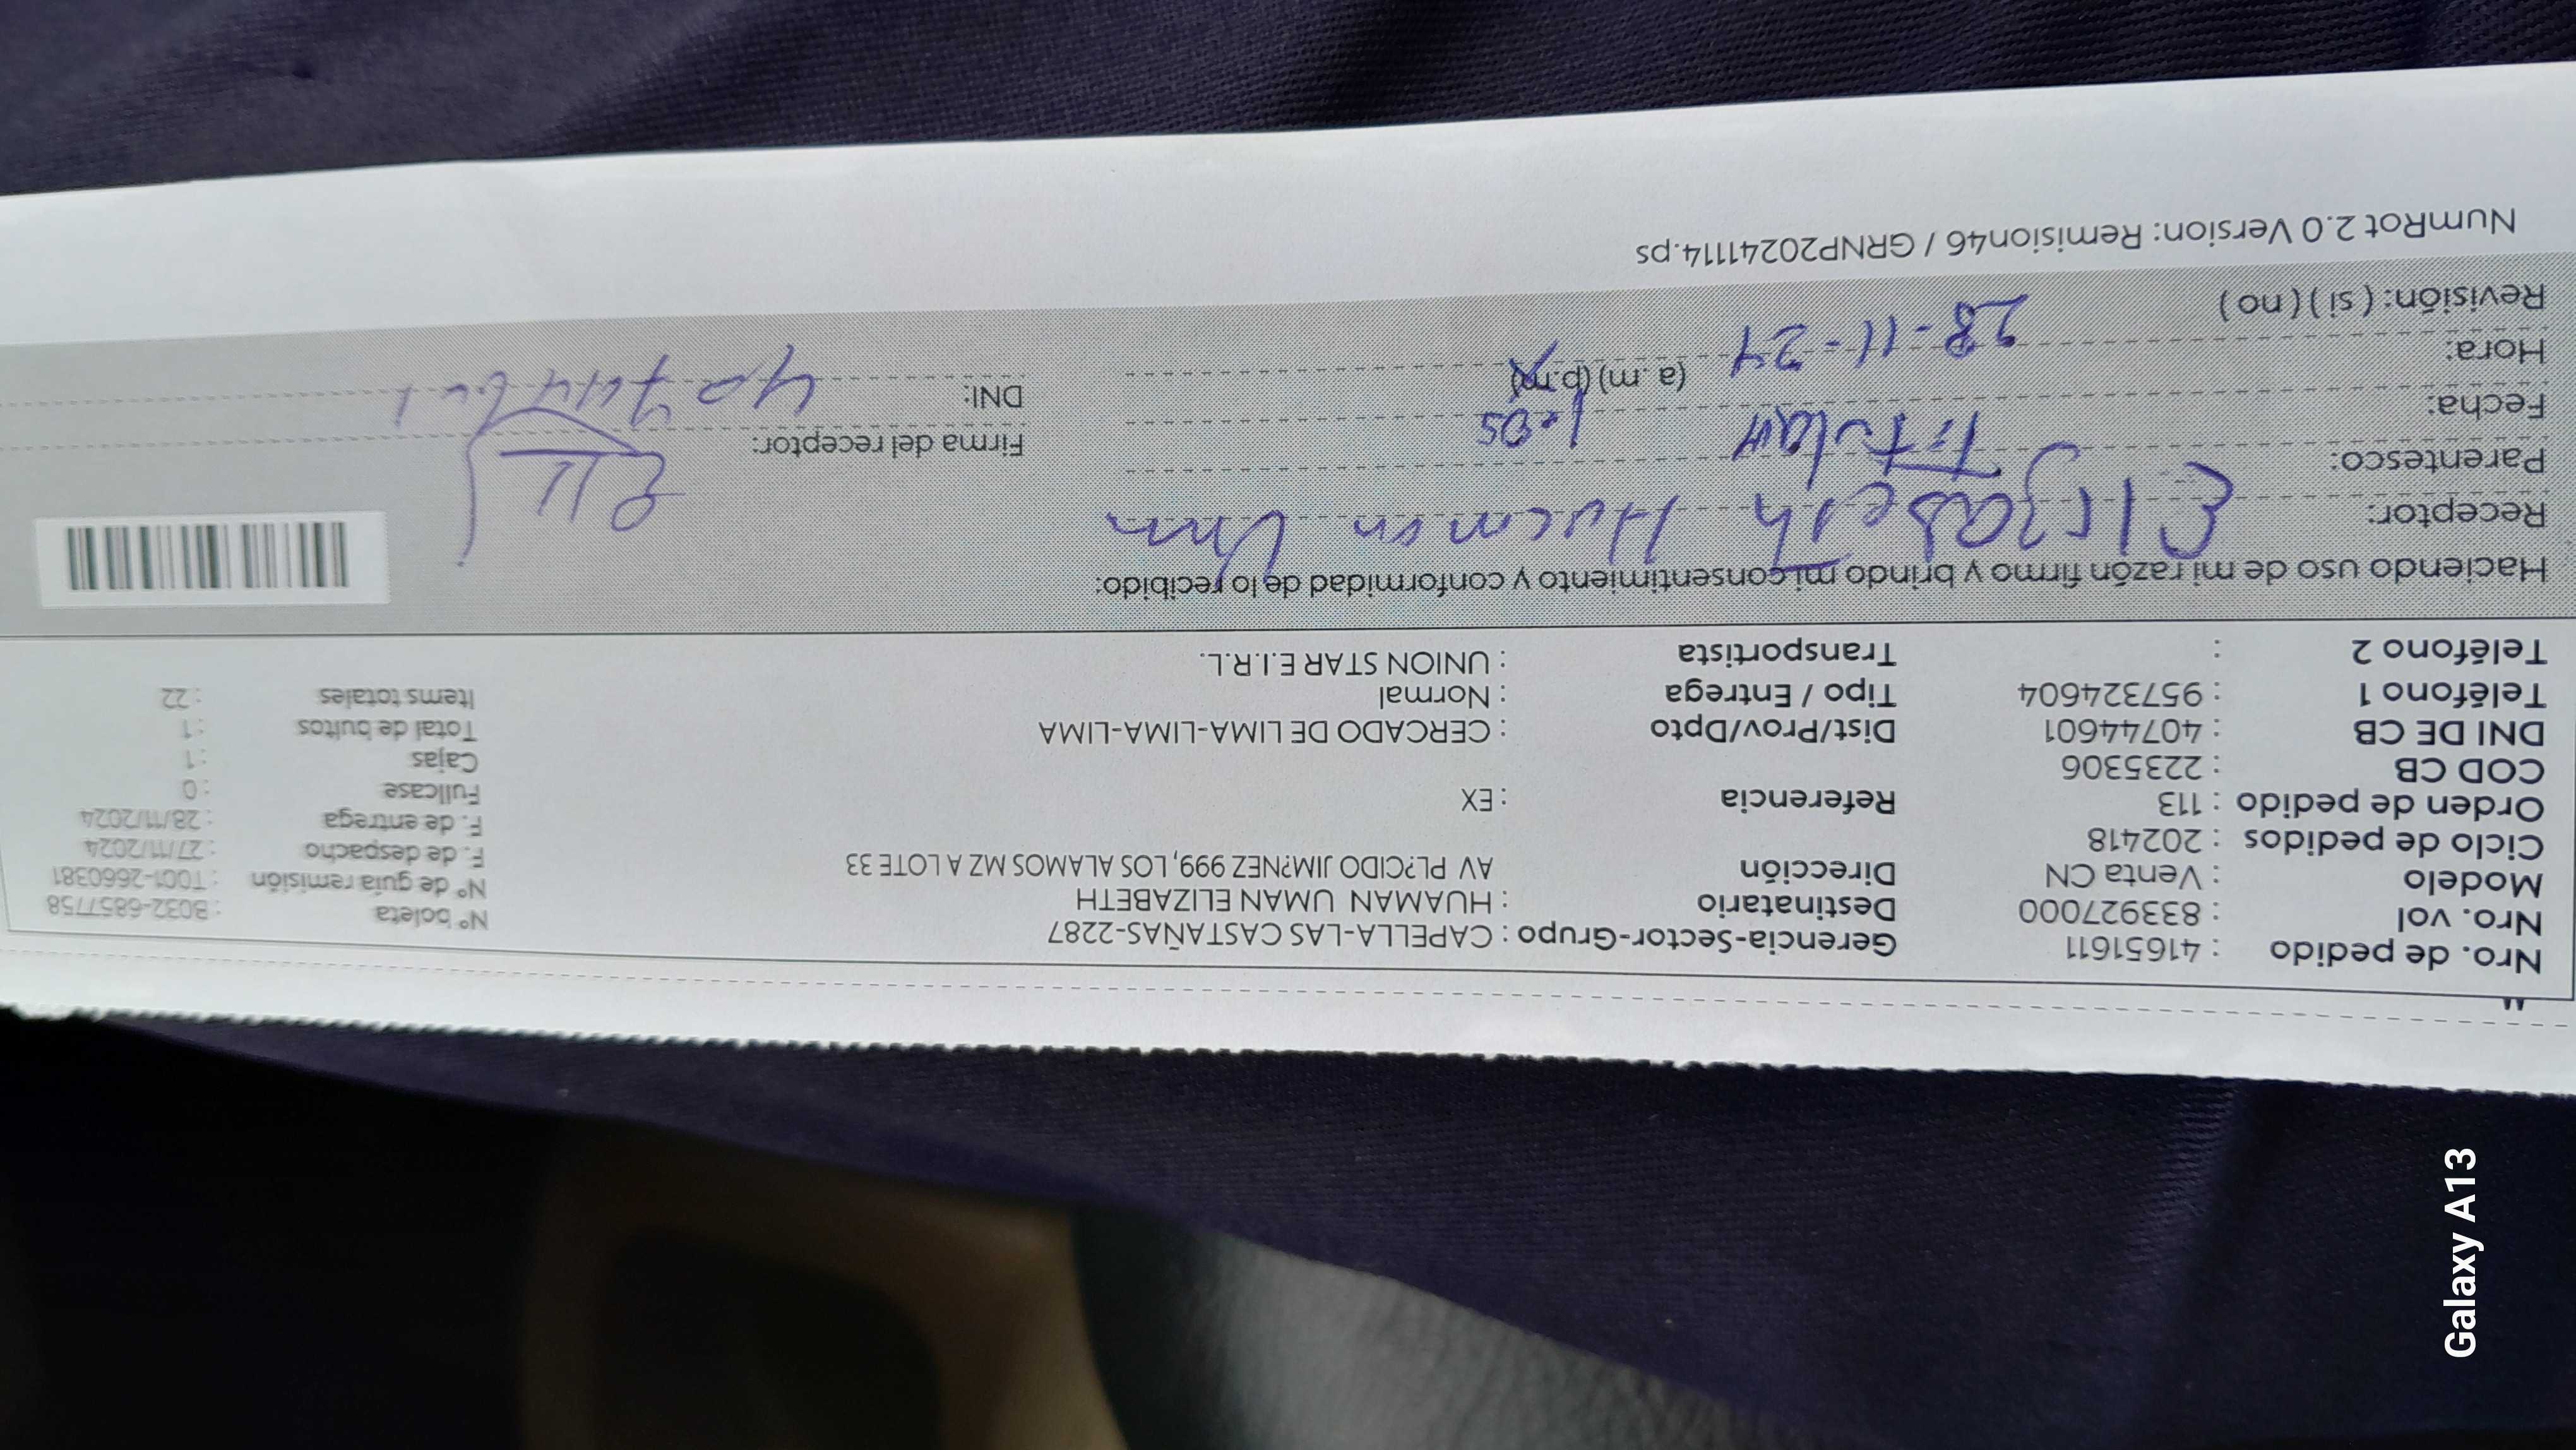 Nro. de pedido : 41651611 Gerencia-Sector-Grupo : CAPELLA-LAS CASTAÑAS-2287 N° boleta : B032-6857758
Nro. vol : 833927000 Destinatario : HUAMAN UMAN ELIZABETH N° de guía remisión : T001-2660381
Modelo : Venta CN Dirección AV PL?CIDO JIM?NEZ 999, LOS ALAMOS MZ A LOTE 33 F. de despacho : 27/11/2024
Ciclo de pedidos : 202418 F. de entrega : 28/11/2024
Orden de pedido : 113 Referencia : EX Fullcase : 0
COD CB : 2235306 Cajas : 1
DNI DE CB : 40744601 Dist/Prov/Dpto : CERCADO DE LIMA-LIMA-LIMA Total de bultos : 1
Teléfono 1 : 957324604 Tipo / Entrega : Normal Items totales : 22
Teléfono 2 : Transportista : UNION STAR E.I.R.L.
Haciendo uso de mi razón firmo y brindo mi consentimiento y conformidad de lo recibido:
Receptor: Elizabeth
Parentesco: Titular Firma del receptor:
Fecha: 1:05 DNI:
Hora: 28-11-24 (a.m) (p.m)
Revisión: ( si ) ( no )
NumRot 2.0 Version: Remision46 / GRNP20241114.ps
Galaxy A13